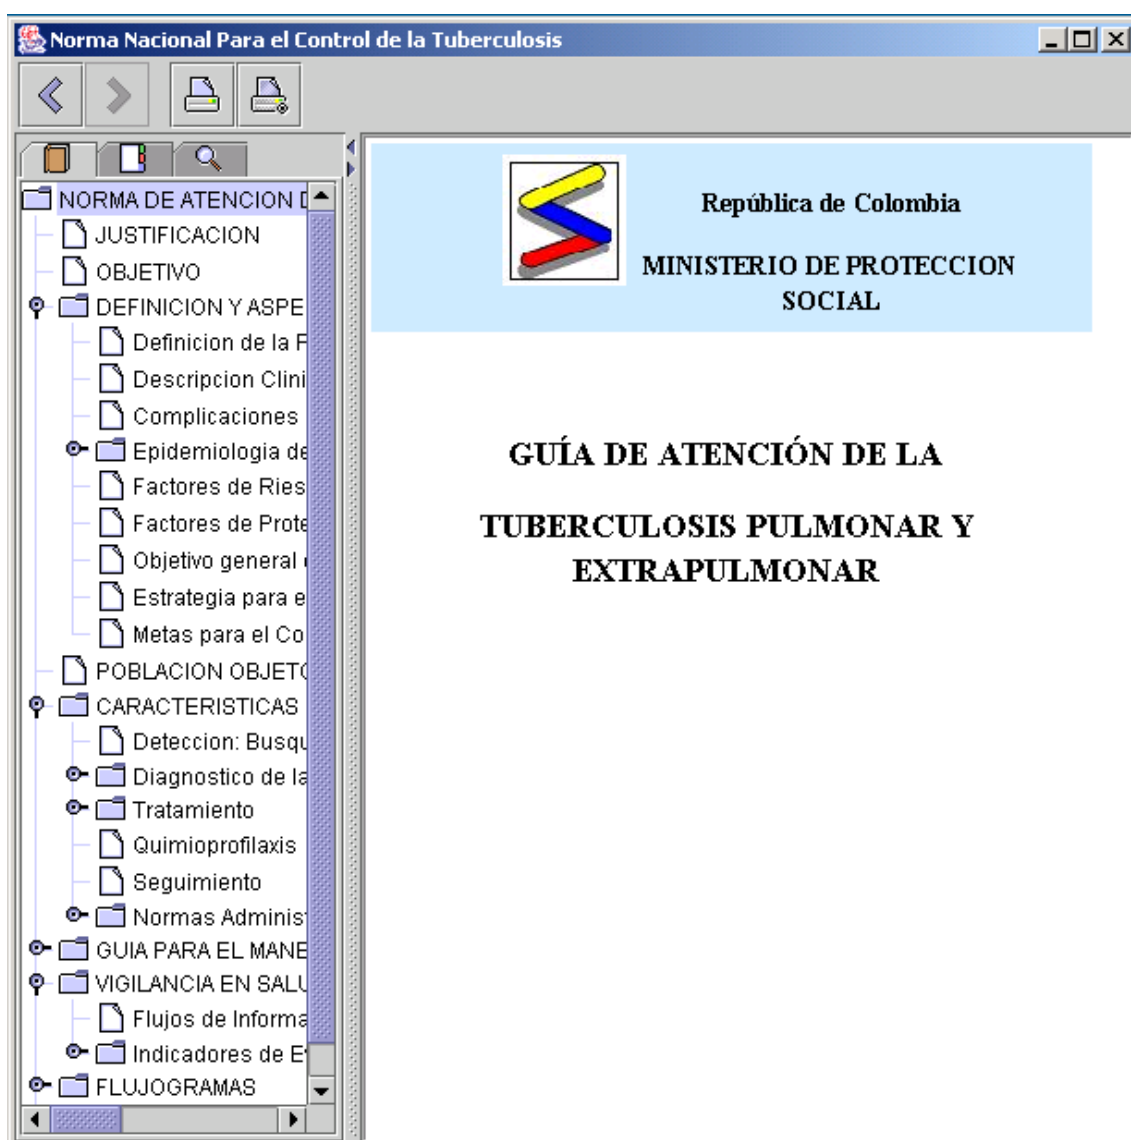 Norma Nacional Para el Control de la Tuberculosis
NORMA DE ATENCION
JUSTIFICACION
OBJETIVO
DEFINICION Y ASPE
Definicion de la
Descripcion Clini
Complicaciones
Epidemiologia de
Factores de Ries
Factores de Prote
Objetivo general
Estrategia para e
Metas para el Co
POBLACION OBJETO
CARACTERISTICAS
Deteccion: Busqu
Diagnostico de la
Tratamiento
Quimioprofilaxis
Seguimiento
Normas Adminis
GUIA PARA EL MANE
VIGILANCIA EN SALU
Flujos de Informa
Indicadores de E
FLUJOGRAMAS
República de Colombia
MINISTERIO DE PROTECCION
SOCIAL
GUÍA DE ATENCIÓN DE LA
TUBERCULOSIS PULMONAR Y
EXTRAPULMONAR